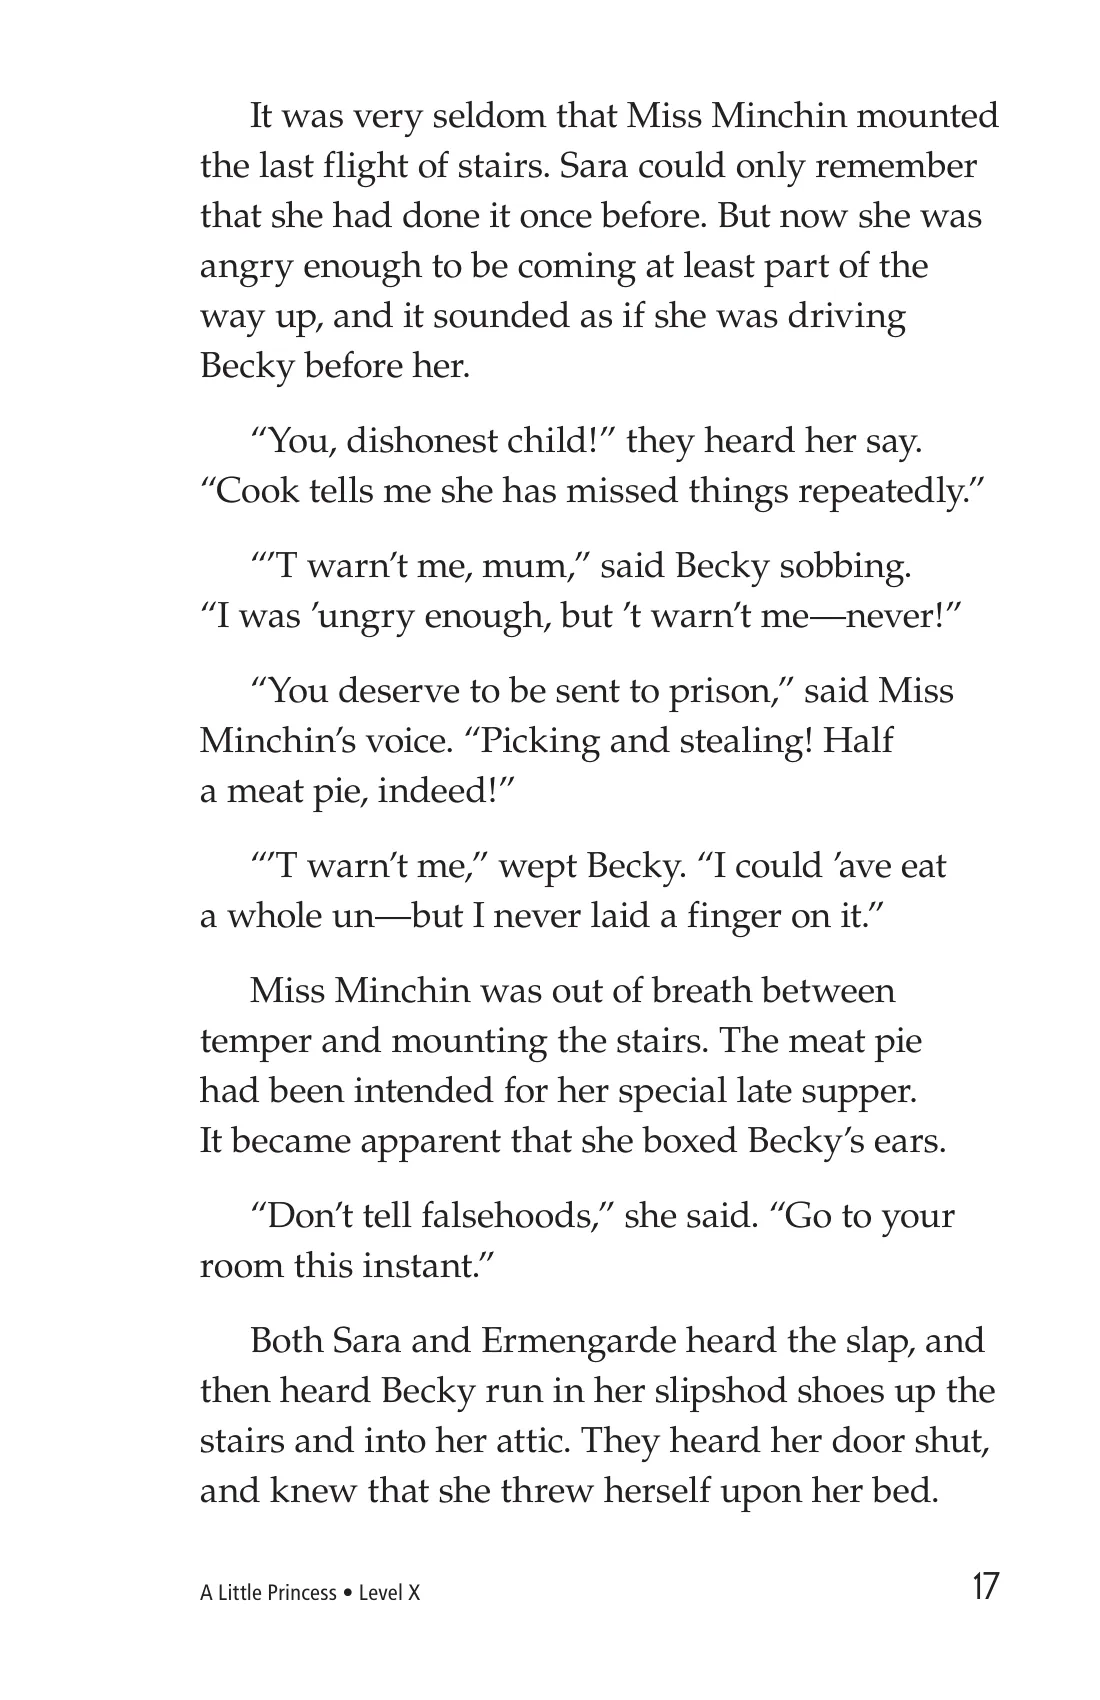 It was very seldom that Miss Minchin mounted
the last flight of stairs. Sara could only remember
that she had done it once before. But now she was
angry enough to be coming at least part of the
way up, and it sounded as if she was driving
Becky before her.
“You, dishonest child!” they heard her say.
“Cook tells me she has missed things repeatedly.”
“’T warn’t me, mum,” said Becky sobbing.
“I was ’ungry enough, but ’t warn’t me—never!”
“You deserve to be sent to prison,” said Miss
Minchin’s voice. “Picking and stealing! Half
a meat pie, indeed!”
“’T warn’t me,” wept Becky. “I could ’ave eat
a whole un—but I never laid a finger on it.”
Miss Minchin was out of breath between
temper and mounting the stairs. The meat pie
had been intended for her special late supper.
It became apparent that she boxed Becky’s ears.
“Don’t tell falsehoods,” she said. “Go to your
room this instant.”
Both Sara and Ermengarde heard the slap, and
then heard Becky run in her slipshod shoes up the
stairs and into her attic. They heard her door shut,
and knew that she threw herself upon her bed.
A Little Princess • Level X
17